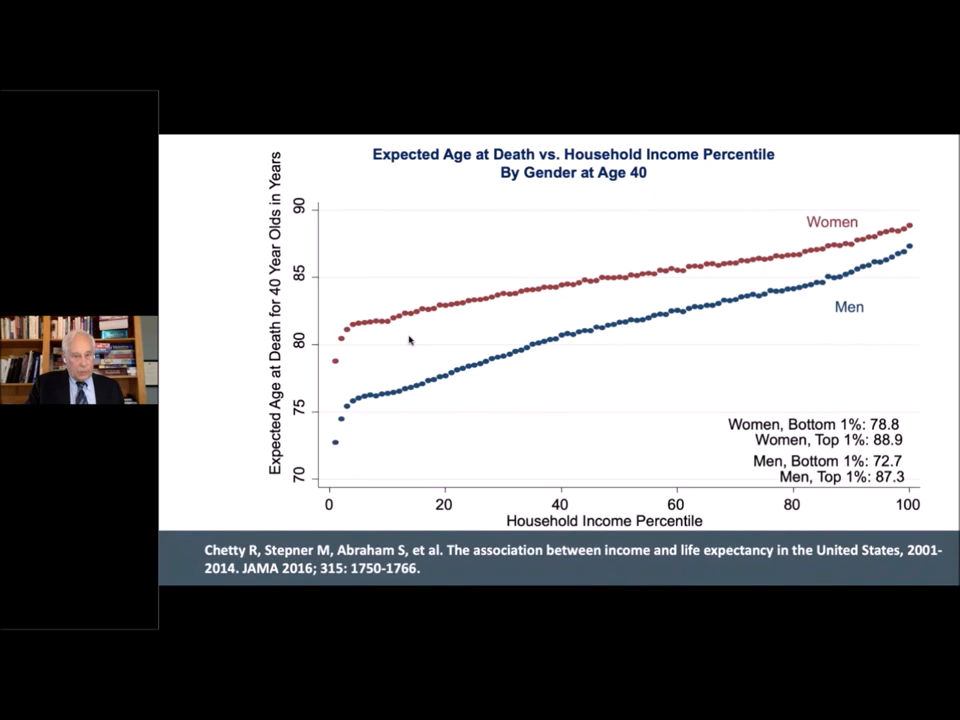 Expected Age at Death vs. Household Income Percentile
By Gender at Age 40
Expected Age at Death for 40 Year Olds in Years
90
85
80
75
70
Women
Men
Women, Bottom 1%: 78.8
Women, Top 1%: 88.9
Men, Bottom 1%: 72.7
Men, Top 1%: 87.3
0 20 40 60 80 100
Household Income Percentile
Chetty R, Stepner M, Abraham S, et al. The association between income and life expectancy in the United States, 2001-
2014. JAMA 2016; 315: 1750-1766.